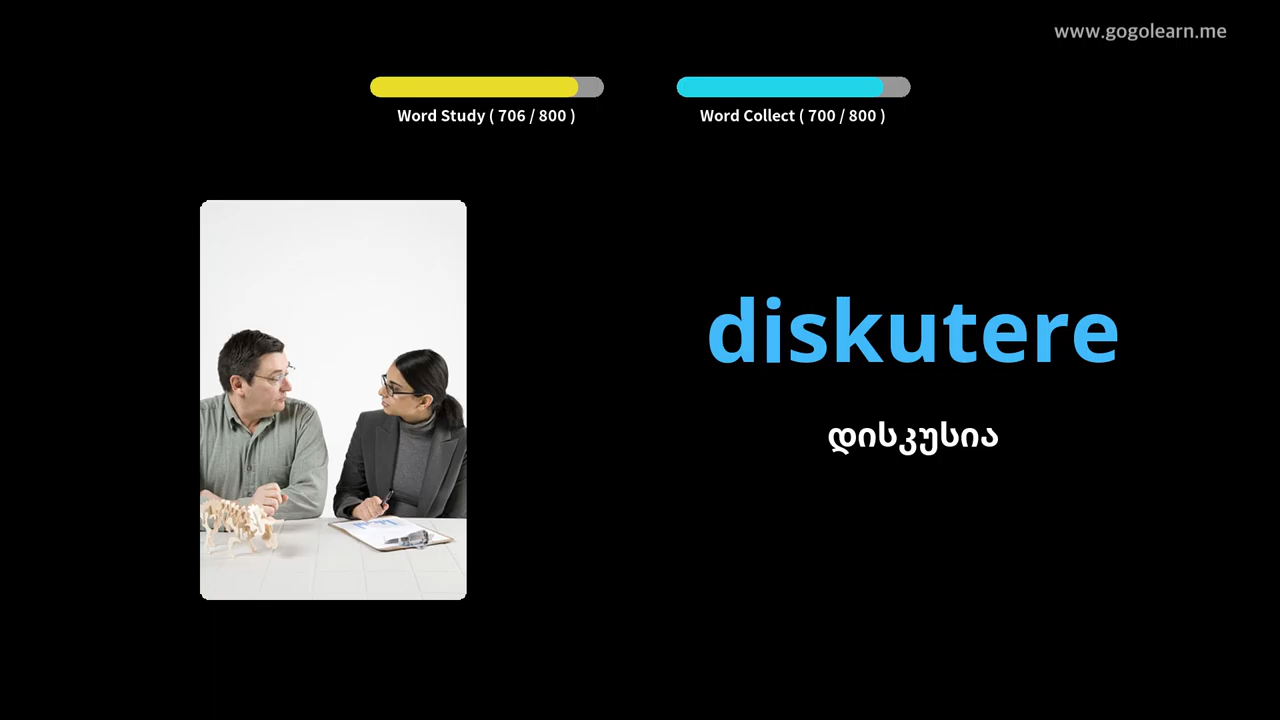 www.gogolearn.me
Word Study ( 706 / 800 )
Word Collect ( 700 / 800 )
diskutere
დისკუსია